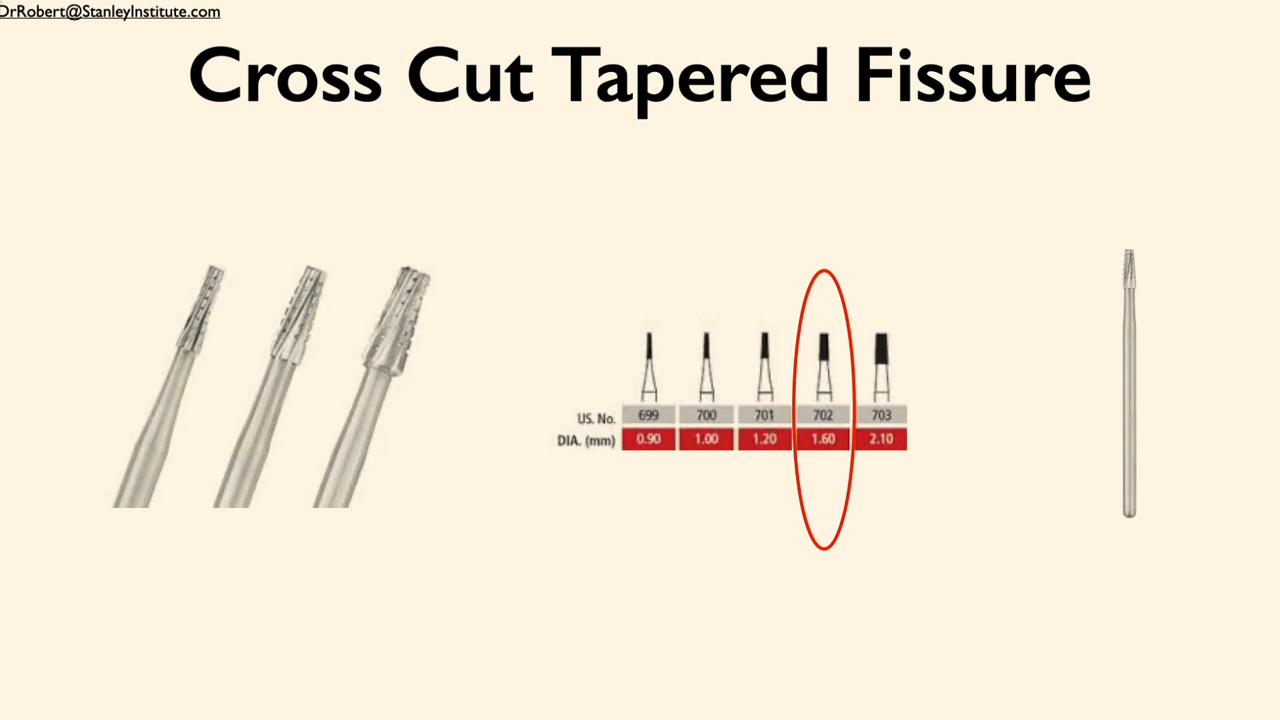 DrRobert@StanleyInstitute.com
Cross Cut Tapered Fissure
US. No. 699 700 701 702 703
DIA. (mm) 0.90 1.00 1.20 1.60 2.10